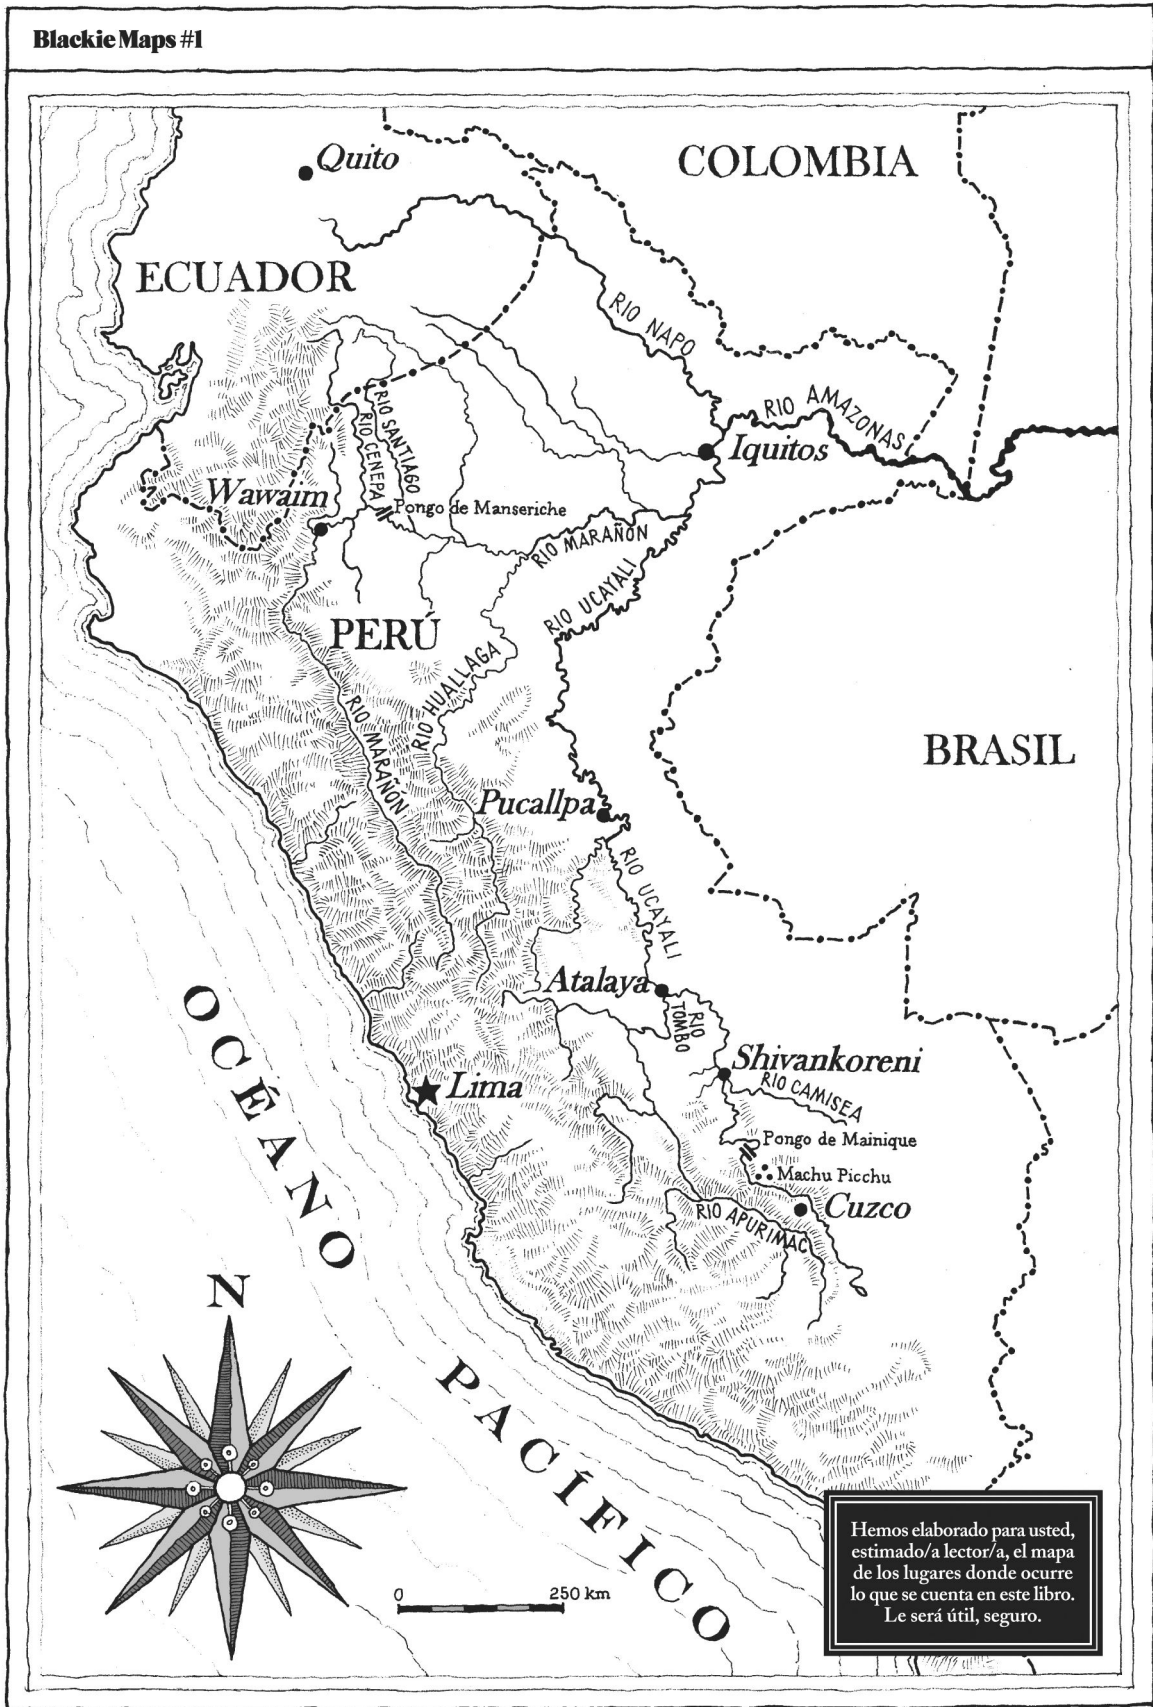 Blackie Maps #1
Quito
COLOMBIA
ECUADOR
RIO NAPO
RIO AMAZONAS
Iquitos
RIO SANTIAGO
RIO CENEPA
Wawaim
Pongo de Manseriche
RIO MARAÑÓN
RIO UCAYALI
PERÚ
RIO HUALLAGA
RIO MARAÑÓN
BRASIL
Pucallpa
RIO UCAYALI
Atalaya
RIO TOMBO
Shivankoreni
RIO CAMISEA
Lima
Pongo de Mainique
Machu Picchu
Cuzco
RIO APURIMAC
OCÉANO PACÍFICO
N
0 250 km
Hemos elaborado para usted,
estimado/a lector/a, el mapa
de los lugares donde ocurre
lo que se cuenta en este libro.
Le será útil, seguro.